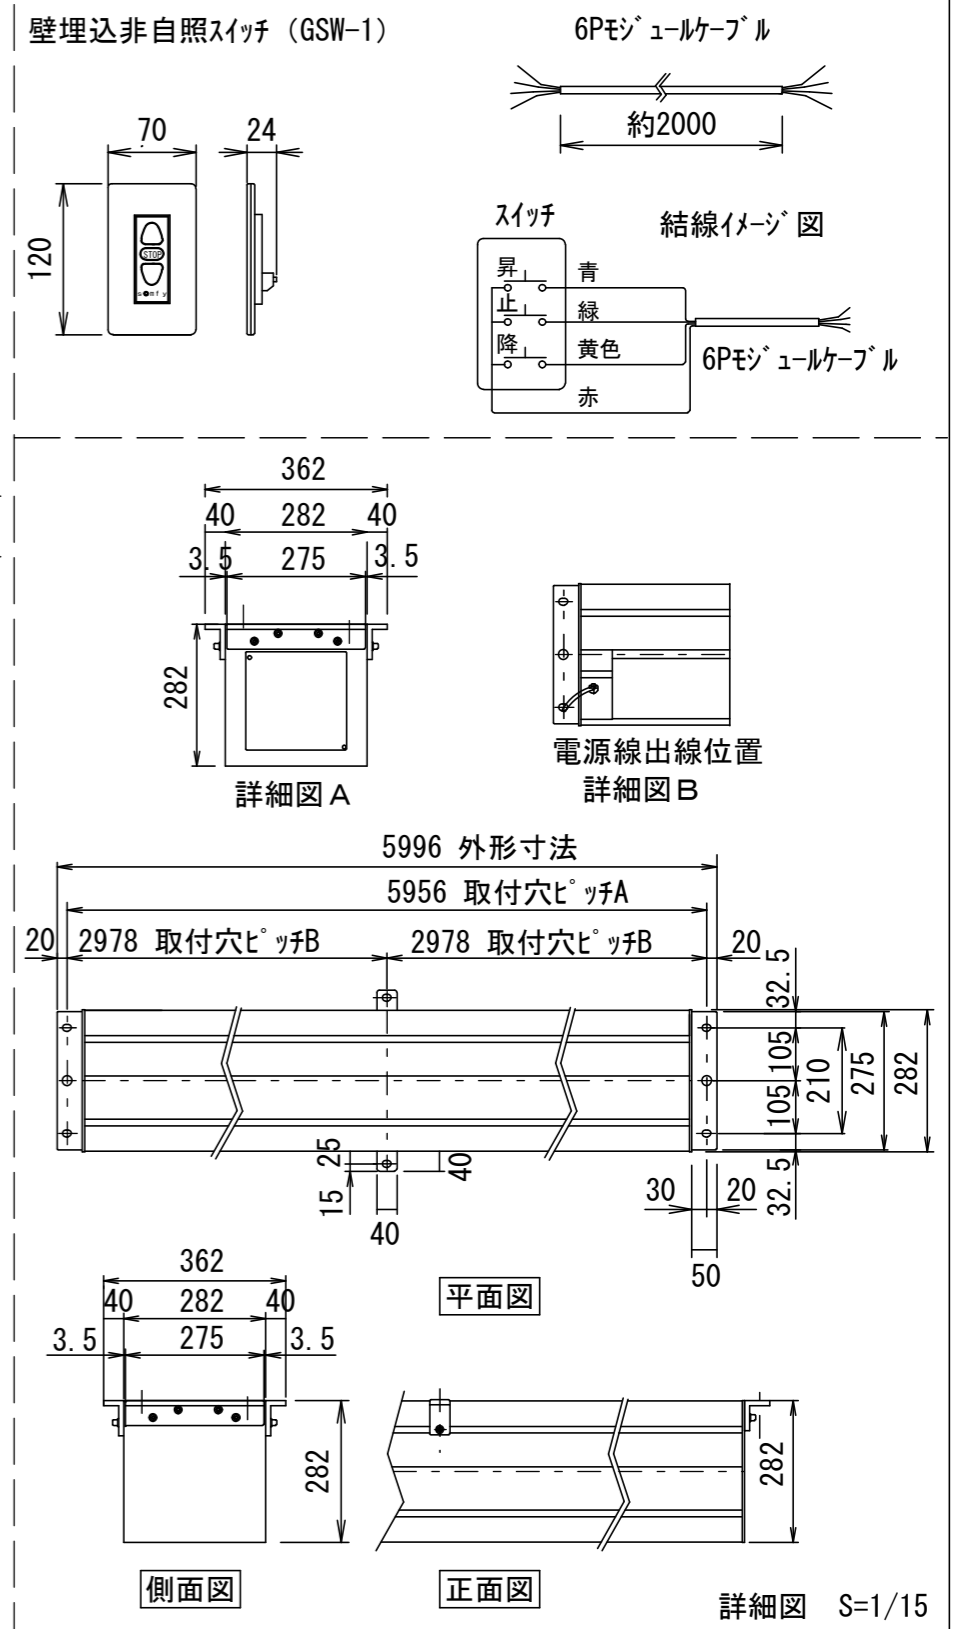 壁埋込非自照スイッチ（GSW-1）
6Pモジュールケーブル
約2000
70
24
120
STOP
somfy
スイッチ
結線イメージ図
昇
青
止
緑
降
黄色
6Pモジュールケーブル
赤
362
40 282 40
3.5 275 3.5
282
詳細図A
電源線出線位置
詳細図B
5996 外形寸法
5956 取付穴ピッチA
20 2978 取付穴ピッチB 2978 取付穴ピッチB 20
32.5
105
105
210
275
282
32.5
25
15
40
40
30 20
50
平面図
362
40 282 40
3.5 275 3.5
282
282
側面図
正面図
詳細図 S=1/15